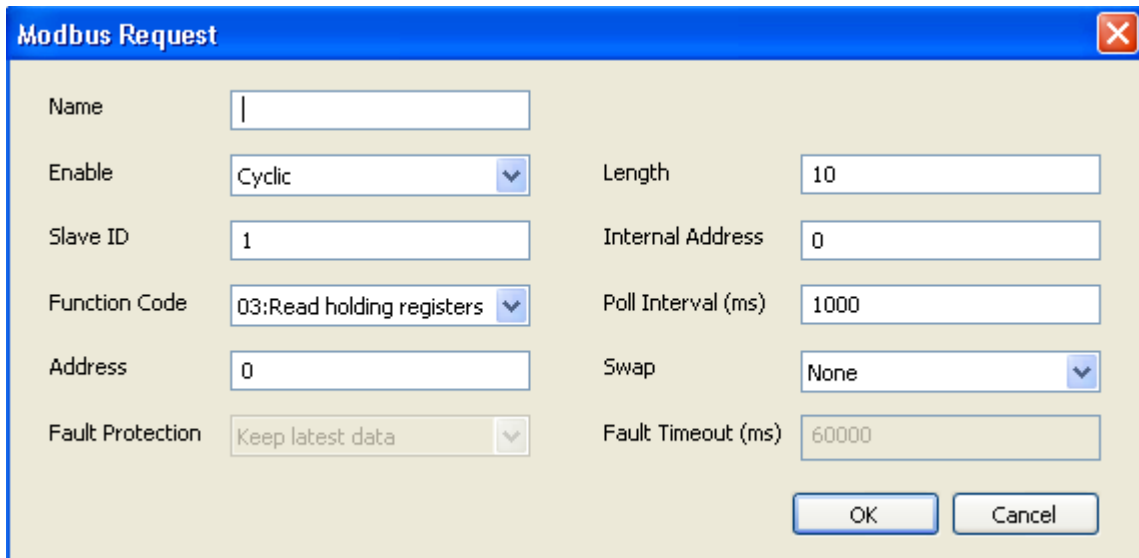 Modbus Request
Name
Enable Cyclic Length 10
Slave ID 1 Internal Address 0
Function Code 03:Read holding registers Poll Interval (ms) 1000
Address 0 Swap None
Fault Protection Keep latest data Fault Timeout (ms) 60000
OK Cancel